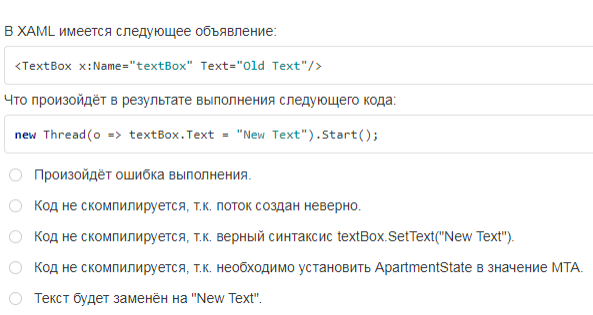 В XAML имеется следующее объявление:
<TextBox x:Name="textBox" Text="Old Text"/>
Что произойдёт в результате выполнения следующего кода:
new Thread(o => textBox.Text = "New Text").Start();
Произойдёт ошибка выполнения.
Код не скомпилируется, т.к. поток создан неверно.
Код не скомпилируется, т.к. верный синтаксис textBox.SetText("New Text").
Код не скомпилируется, т.к. необходимо установить ApartmentState в значение MTA.
Текст будет заменён на "New Text".